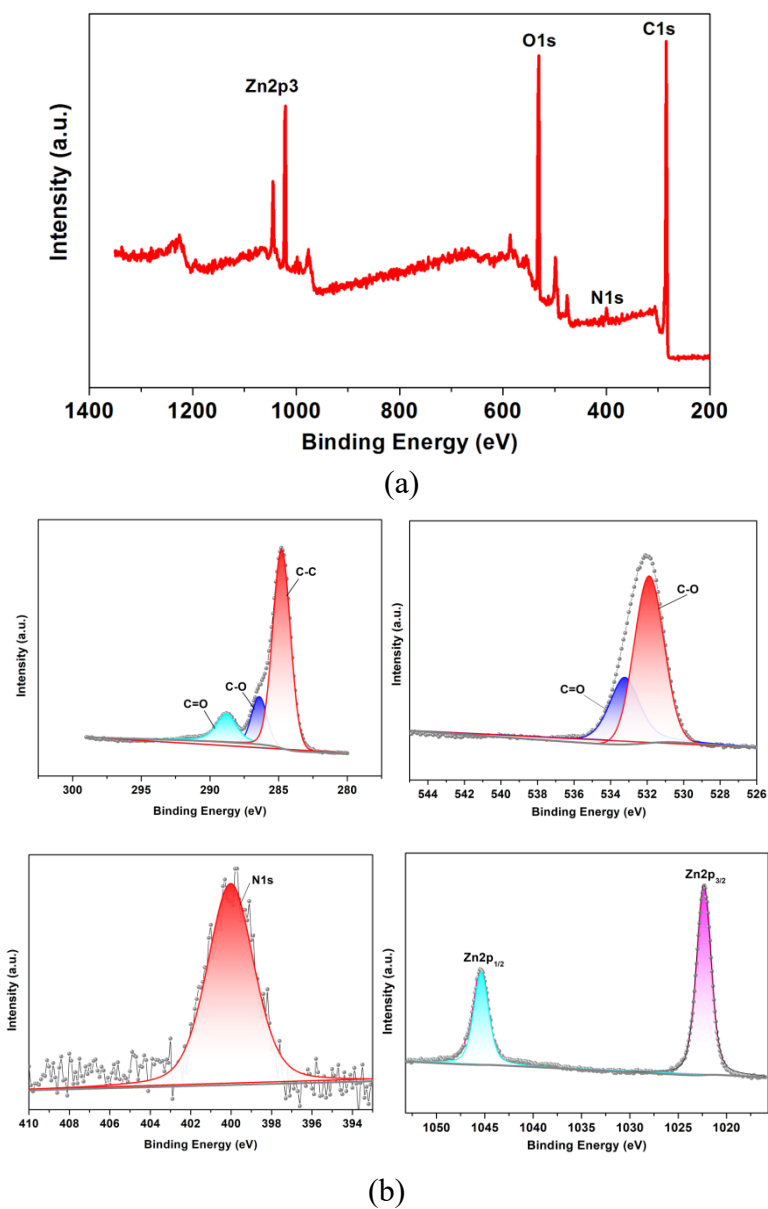 Zn2p3
O1s
C1s
N1s
Intensity (a.u.)
1400 1200 1000 800 600 400 200
Binding Energy (eV)
(a)
C-C
C-O
C=O
Intensity (a.u.)
300 295 290 285 280
Binding Energy (eV)
C-O
C=O
Intensity (a.u.)
544 542 540 538 536 534 532 530 528 526
Binding Energy (eV)
N1s
Intensity (a.u.)
410 408 406 404 402 400 398 396 394
Binding Energy (eV)
Zn2p3/2
Zn2p1/2
Intensity (a.u.)
1050 1045 1040 1035 1030 1025 1020
Binding Energy (eV)
(b)